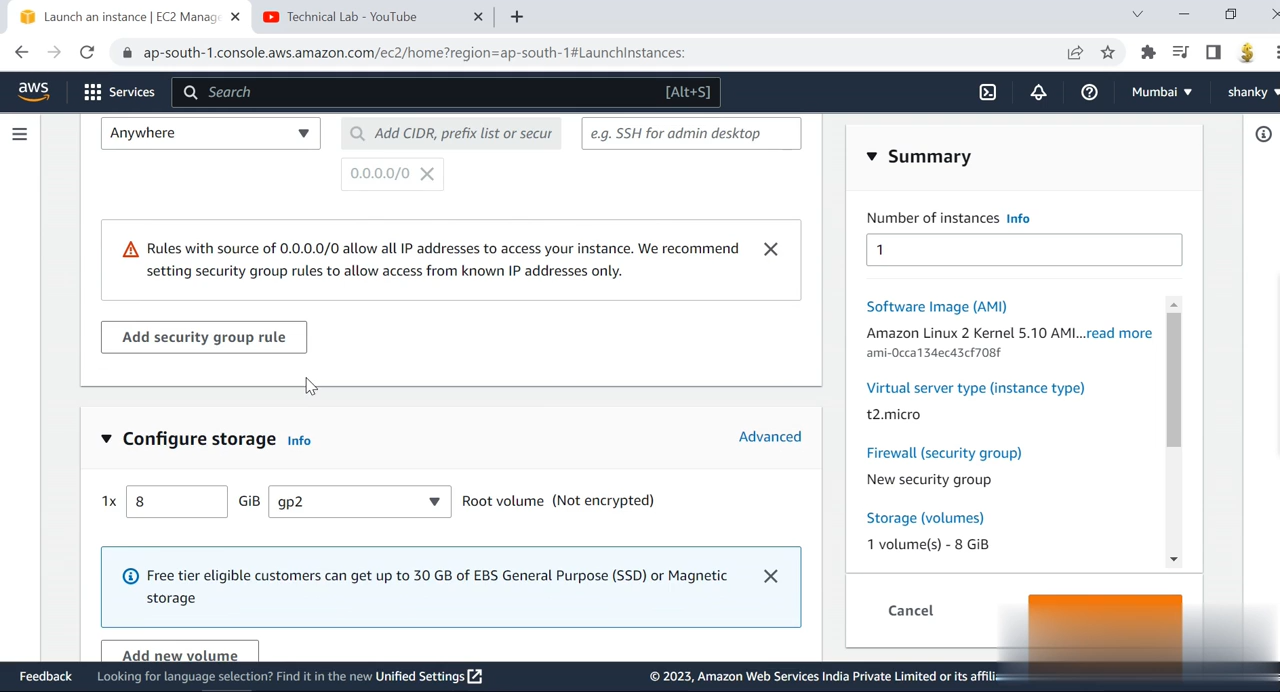 Launch an instance | EC2 Manag
Technical Lab - YouTube
ap-south-1.console.aws.amazon.com/ec2/home?region=ap-south-1#LaunchInstances:
aws
Services
Search
[Alt+S]
Mumbai
shanky
Anywhere
Add CIDR, prefix list or secur
e.g. SSH for admin desktop
0.0.0.0/0
Rules with source of 0.0.0.0/0 allow all IP addresses to access your instance. We recommend
setting security group rules to allow access from known IP addresses only.
Add security group rule
Configure storage Info
Advanced
1x 8 GiB gp2 Root volume (Not encrypted)
Free tier eligible customers can get up to 30 GB of EBS General Purpose (SSD) or Magnetic
storage
Add new volume
Summary
Number of instances Info
1
Software Image (AMI)
Amazon Linux 2 Kernel 5.10 AMI...read more
ami-0cca134ec43cf708f
Virtual server type (instance type)
t2.micro
Firewall (security group)
New security group
Storage (volumes)
1 volume(s) - 8 GiB
Cancel
Feedback
Looking for language selection? Find it in the new Unified Settings
© 2023, Amazon Web Services India Private Limited or its affilia